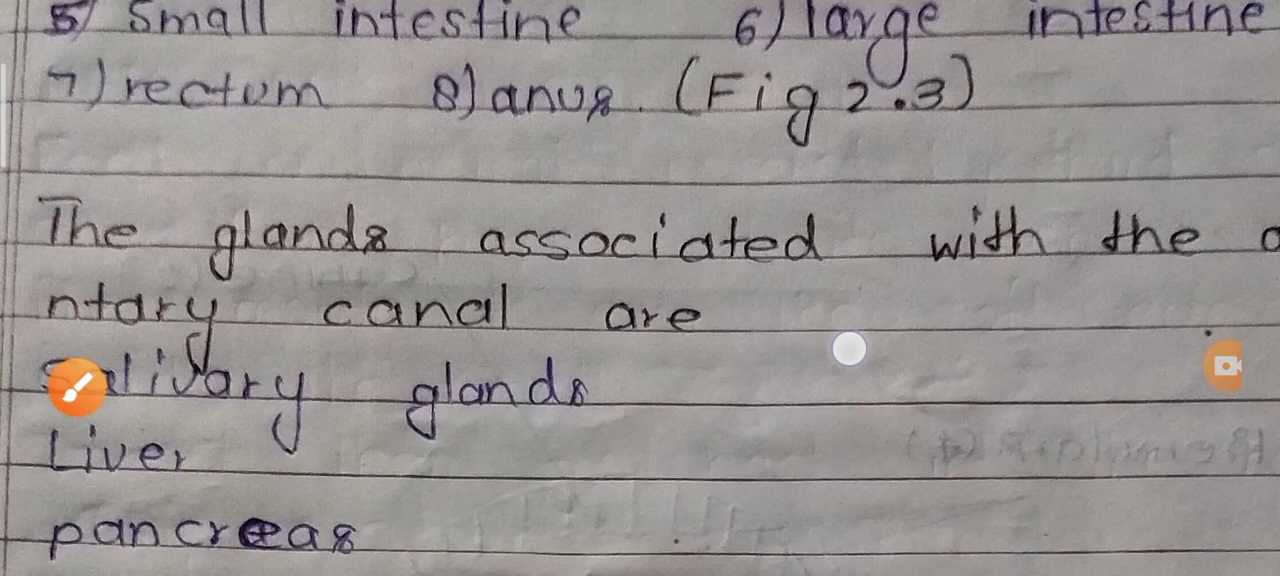 5) Small intestine 6) large intestine
7) rectum 8) anus. (Fig 2.3)
The glands associated with the
ntary canal are
Salivary glands
Liver
pancreas